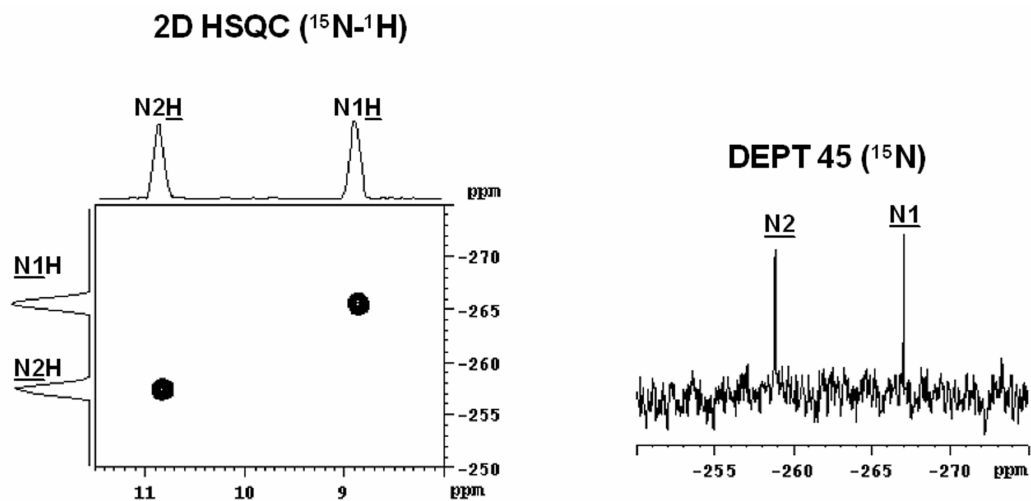 2D HSQC (¹⁵N-¹H)
N2H N1H
ppm
-270
N1H
-265
-260
N2H
-255
-250
11 10 9 ppm
DEPT 45 (¹⁵N)
N2 N1
-255 -260 -265 -270
ppm